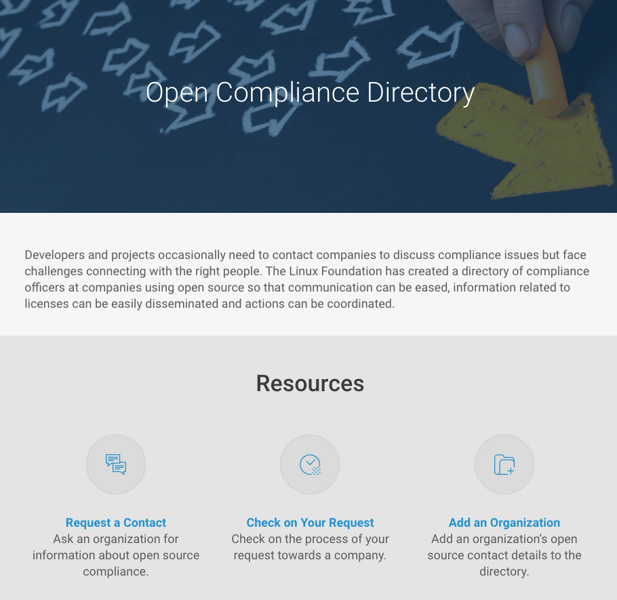 Open Compliance Directory
Developers and projects occasionally need to contact companies to discuss compliance issues but face
challenges connecting with the right people. The Linux Foundation has created a directory of compliance
officers at companies using open source so that communication can be eased, information related to
licenses can be easily disseminated and actions can be coordinated.
Resources
Request a Contact
Ask an organization for
information about open source
compliance.
Check on Your Request
Check on the process of your
request towards a company.
Add an Organization
Add an organization's open
source contact details to the
directory.